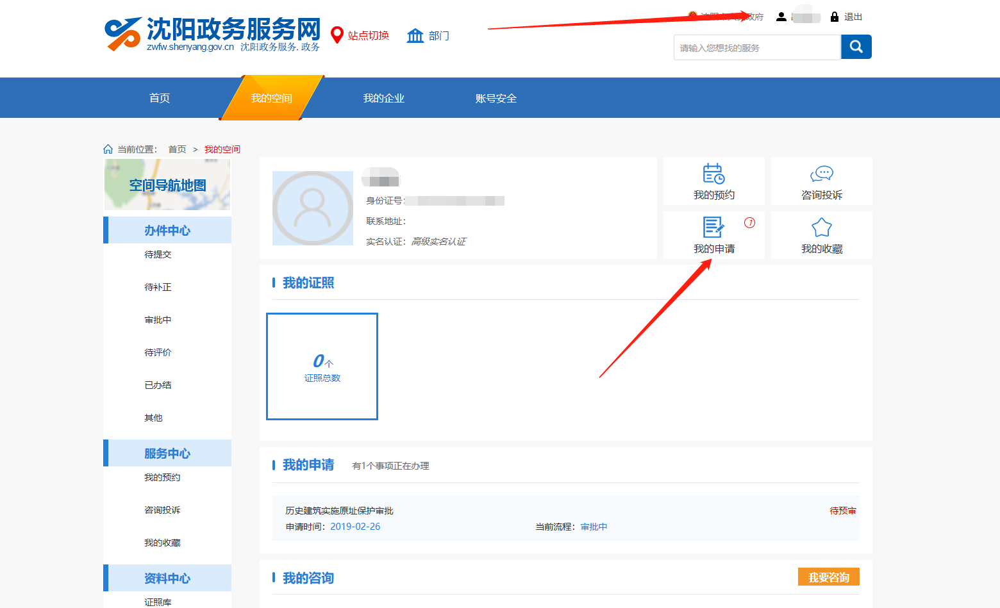 沈阳政务服务网
zwfw.shenyang.gov.cn 沈阳政务服务. 政务
站点切换
部门
政府
退出
请输入您想找的服务
首页
我的空间
我的企业
账号安全
当前位置： 首页 > 我的空间
空间导航地图
办件中心
待提交
待补正
审批中
待评价
已办结
其他
服务中心
我的预约
咨询投诉
我的收藏
资料中心
证照库
身份证号:
联系地址：
实名认证：高级实名认证
我的预约
咨询投诉
我的申请
1
我的收藏
我的证照
0个
证照总数
我的申请 有1个事项正在办理
历史建筑实施原址保护审批 待预审
申请时间：2019-02-26 当前流程：审批中
我的咨询 我要咨询